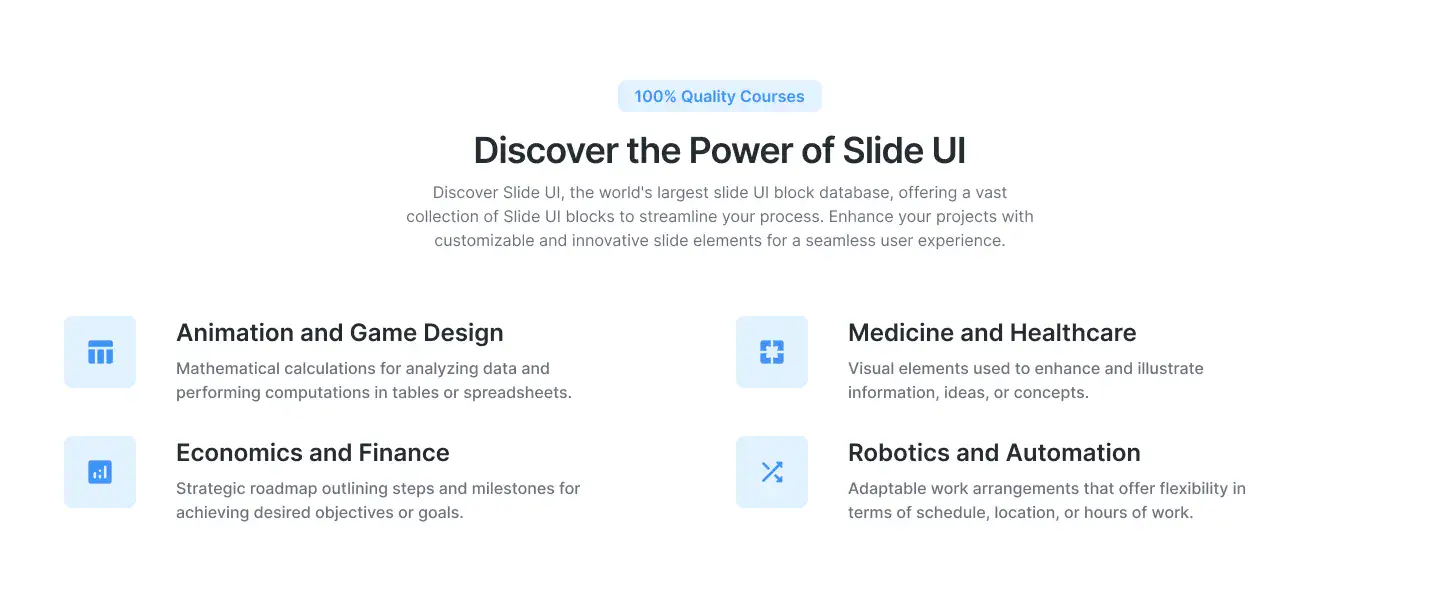 100% Quality Courses
Discover the Power of Slide UI
Discover Slide UI, the world's largest slide UI block database, offering a vast
collection of Slide UI blocks to streamline your process. Enhance your projects with
customizable and innovative slide elements for a seamless user experience.
Animation and Game Design
Mathematical calculations for analyzing data and
performing computations in tables or spreadsheets.
Medicine and Healthcare
Visual elements used to enhance and illustrate
information, ideas, or concepts.
Economics and Finance
Strategic roadmap outlining steps and milestones for
achieving desired objectives or goals.
Robotics and Automation
Adaptable work arrangements that offer flexibility in
terms of schedule, location, or hours of work.